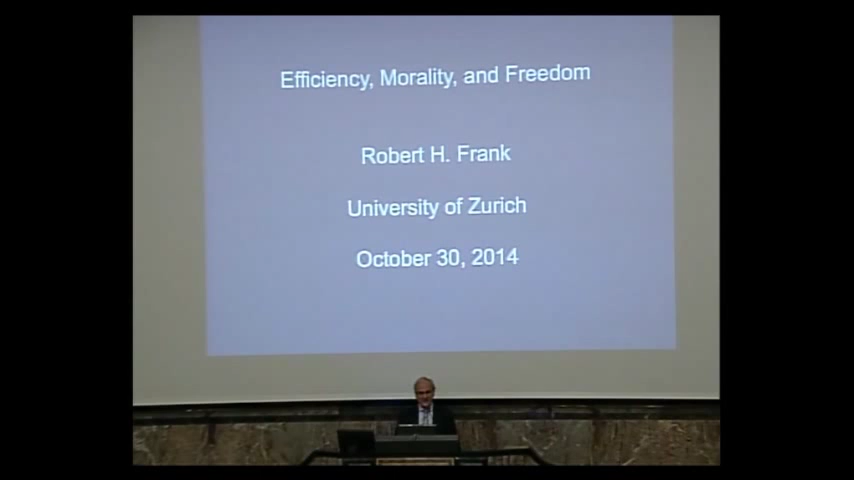 Efficiency, Morality, and Freedom
Robert H. Frank
University of Zurich
October 30, 2014